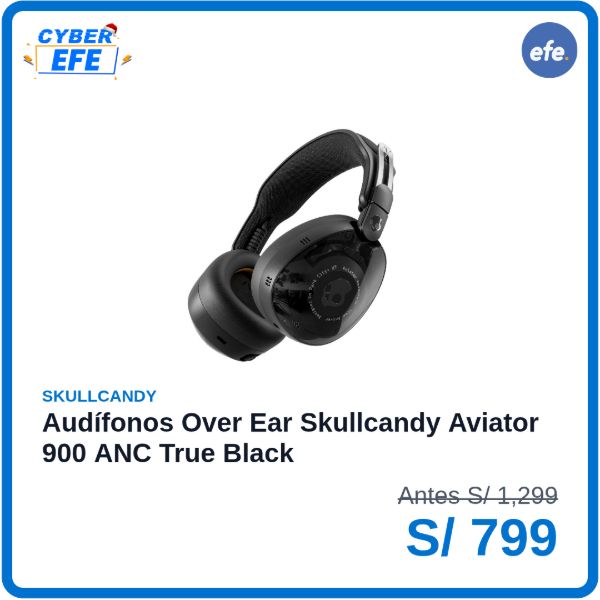 CYBER
EFE
efe.
SKULLCANDY
Audífonos Over Ear Skullcandy Aviator
900 ANC True Black
Antes S/ 1,299
S/ 799